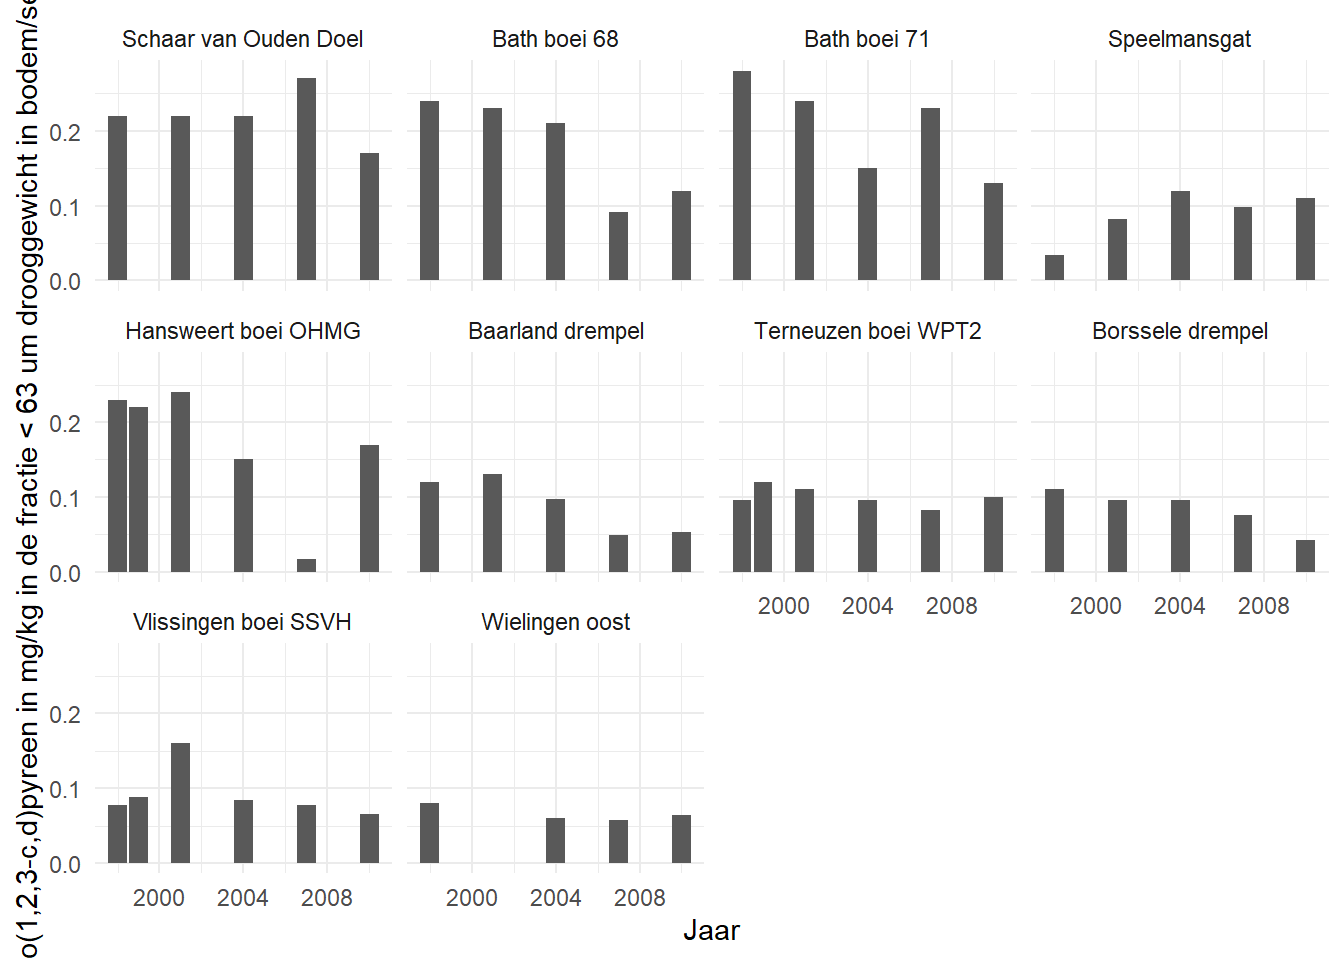 Schaar van Ouden Doel Bath boei 68 Bath boei 71 Speelmansgat
0.2
0.1
0.0
Hansweert boei OHMG Baarland drempel Terneuzen boei WPT2 Borssele drempel
0.2
0.1
0.0
2000 2004 2008 2000 2004 2008
Vlissingen boei SSVH Wielingen oost
0.2
0.1
0.0
2000 2004 2008 2000 2004 2008
Jaar
o(1,2,3-c,d)pyreen in mg/kg in de fractie < 63 um drooggewicht in bodem/se